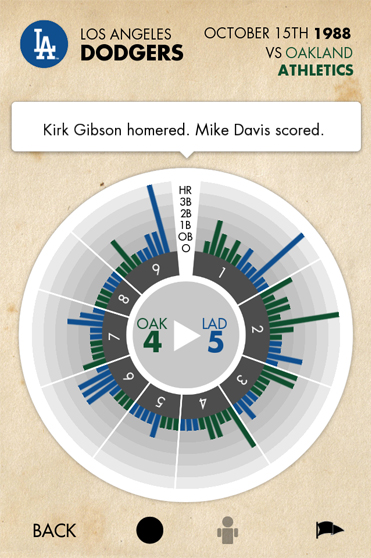 LA
LOS ANGELES
DODGERS
OCTOBER 15TH 1988
VS OAKLAND
ATHLETICS
Kirk Gibson homered. Mike Davis scored.
HR
3B
2B
1B
OB
O
1
2
3
4
5
6
7
8
9
OAK
4
LAD
5
BACK